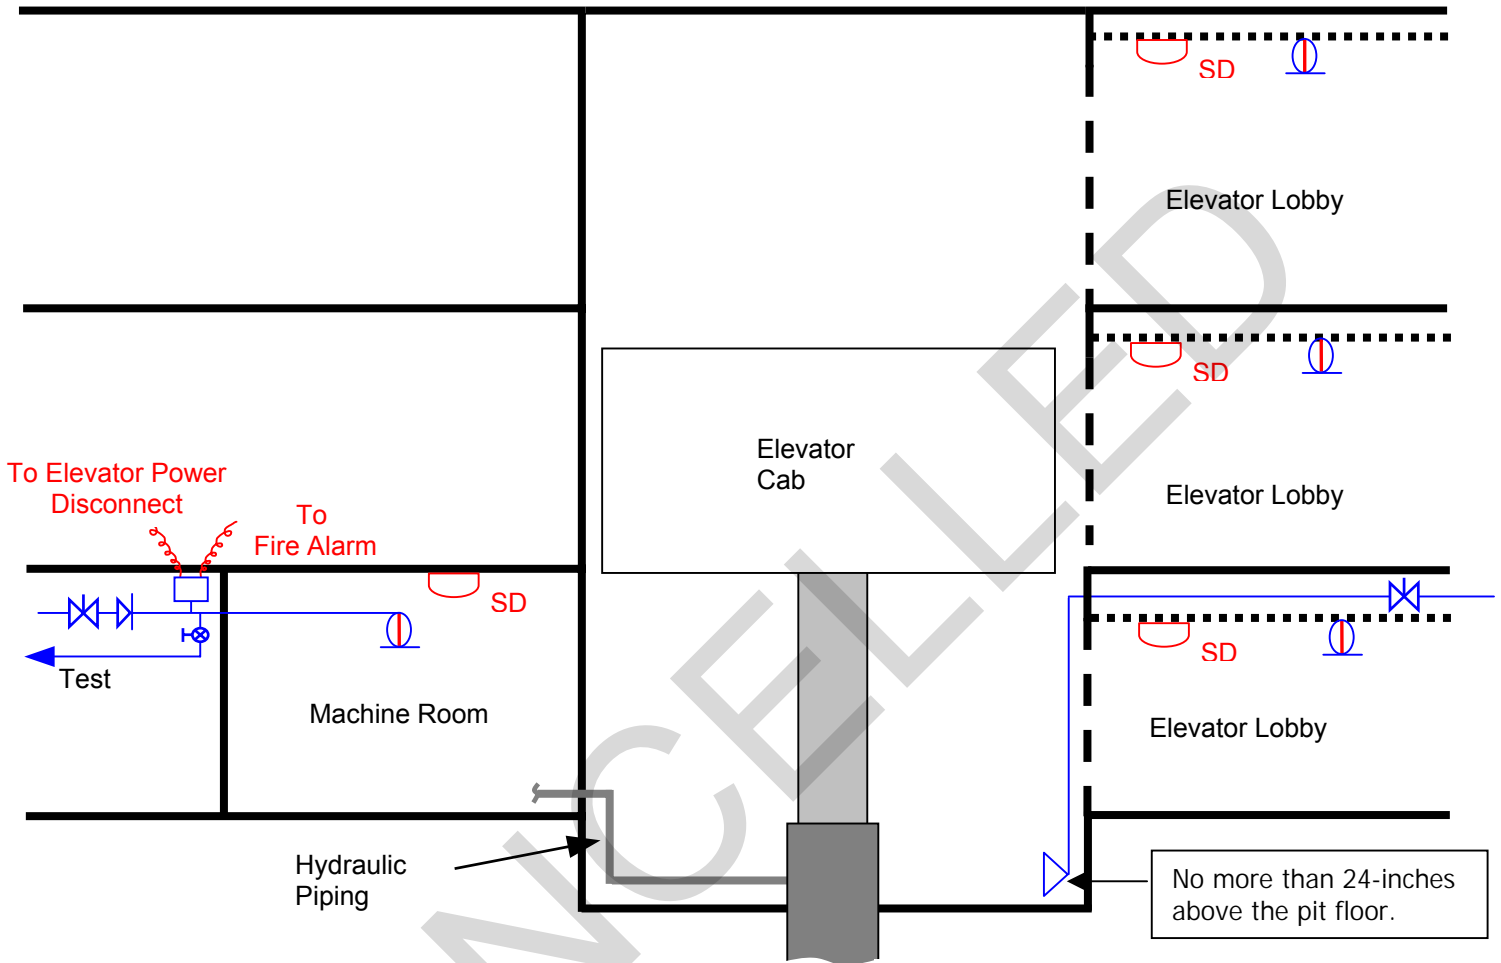 SD
Elevator Lobby
SD
Elevator
Cab
Elevator Lobby
To Elevator Power
Disconnect
To
Fire Alarm
SD
SD
Test
Machine Room
Elevator Lobby
Hydraulic
Piping
No more than 24-inches
above the pit floor.
NCELLED